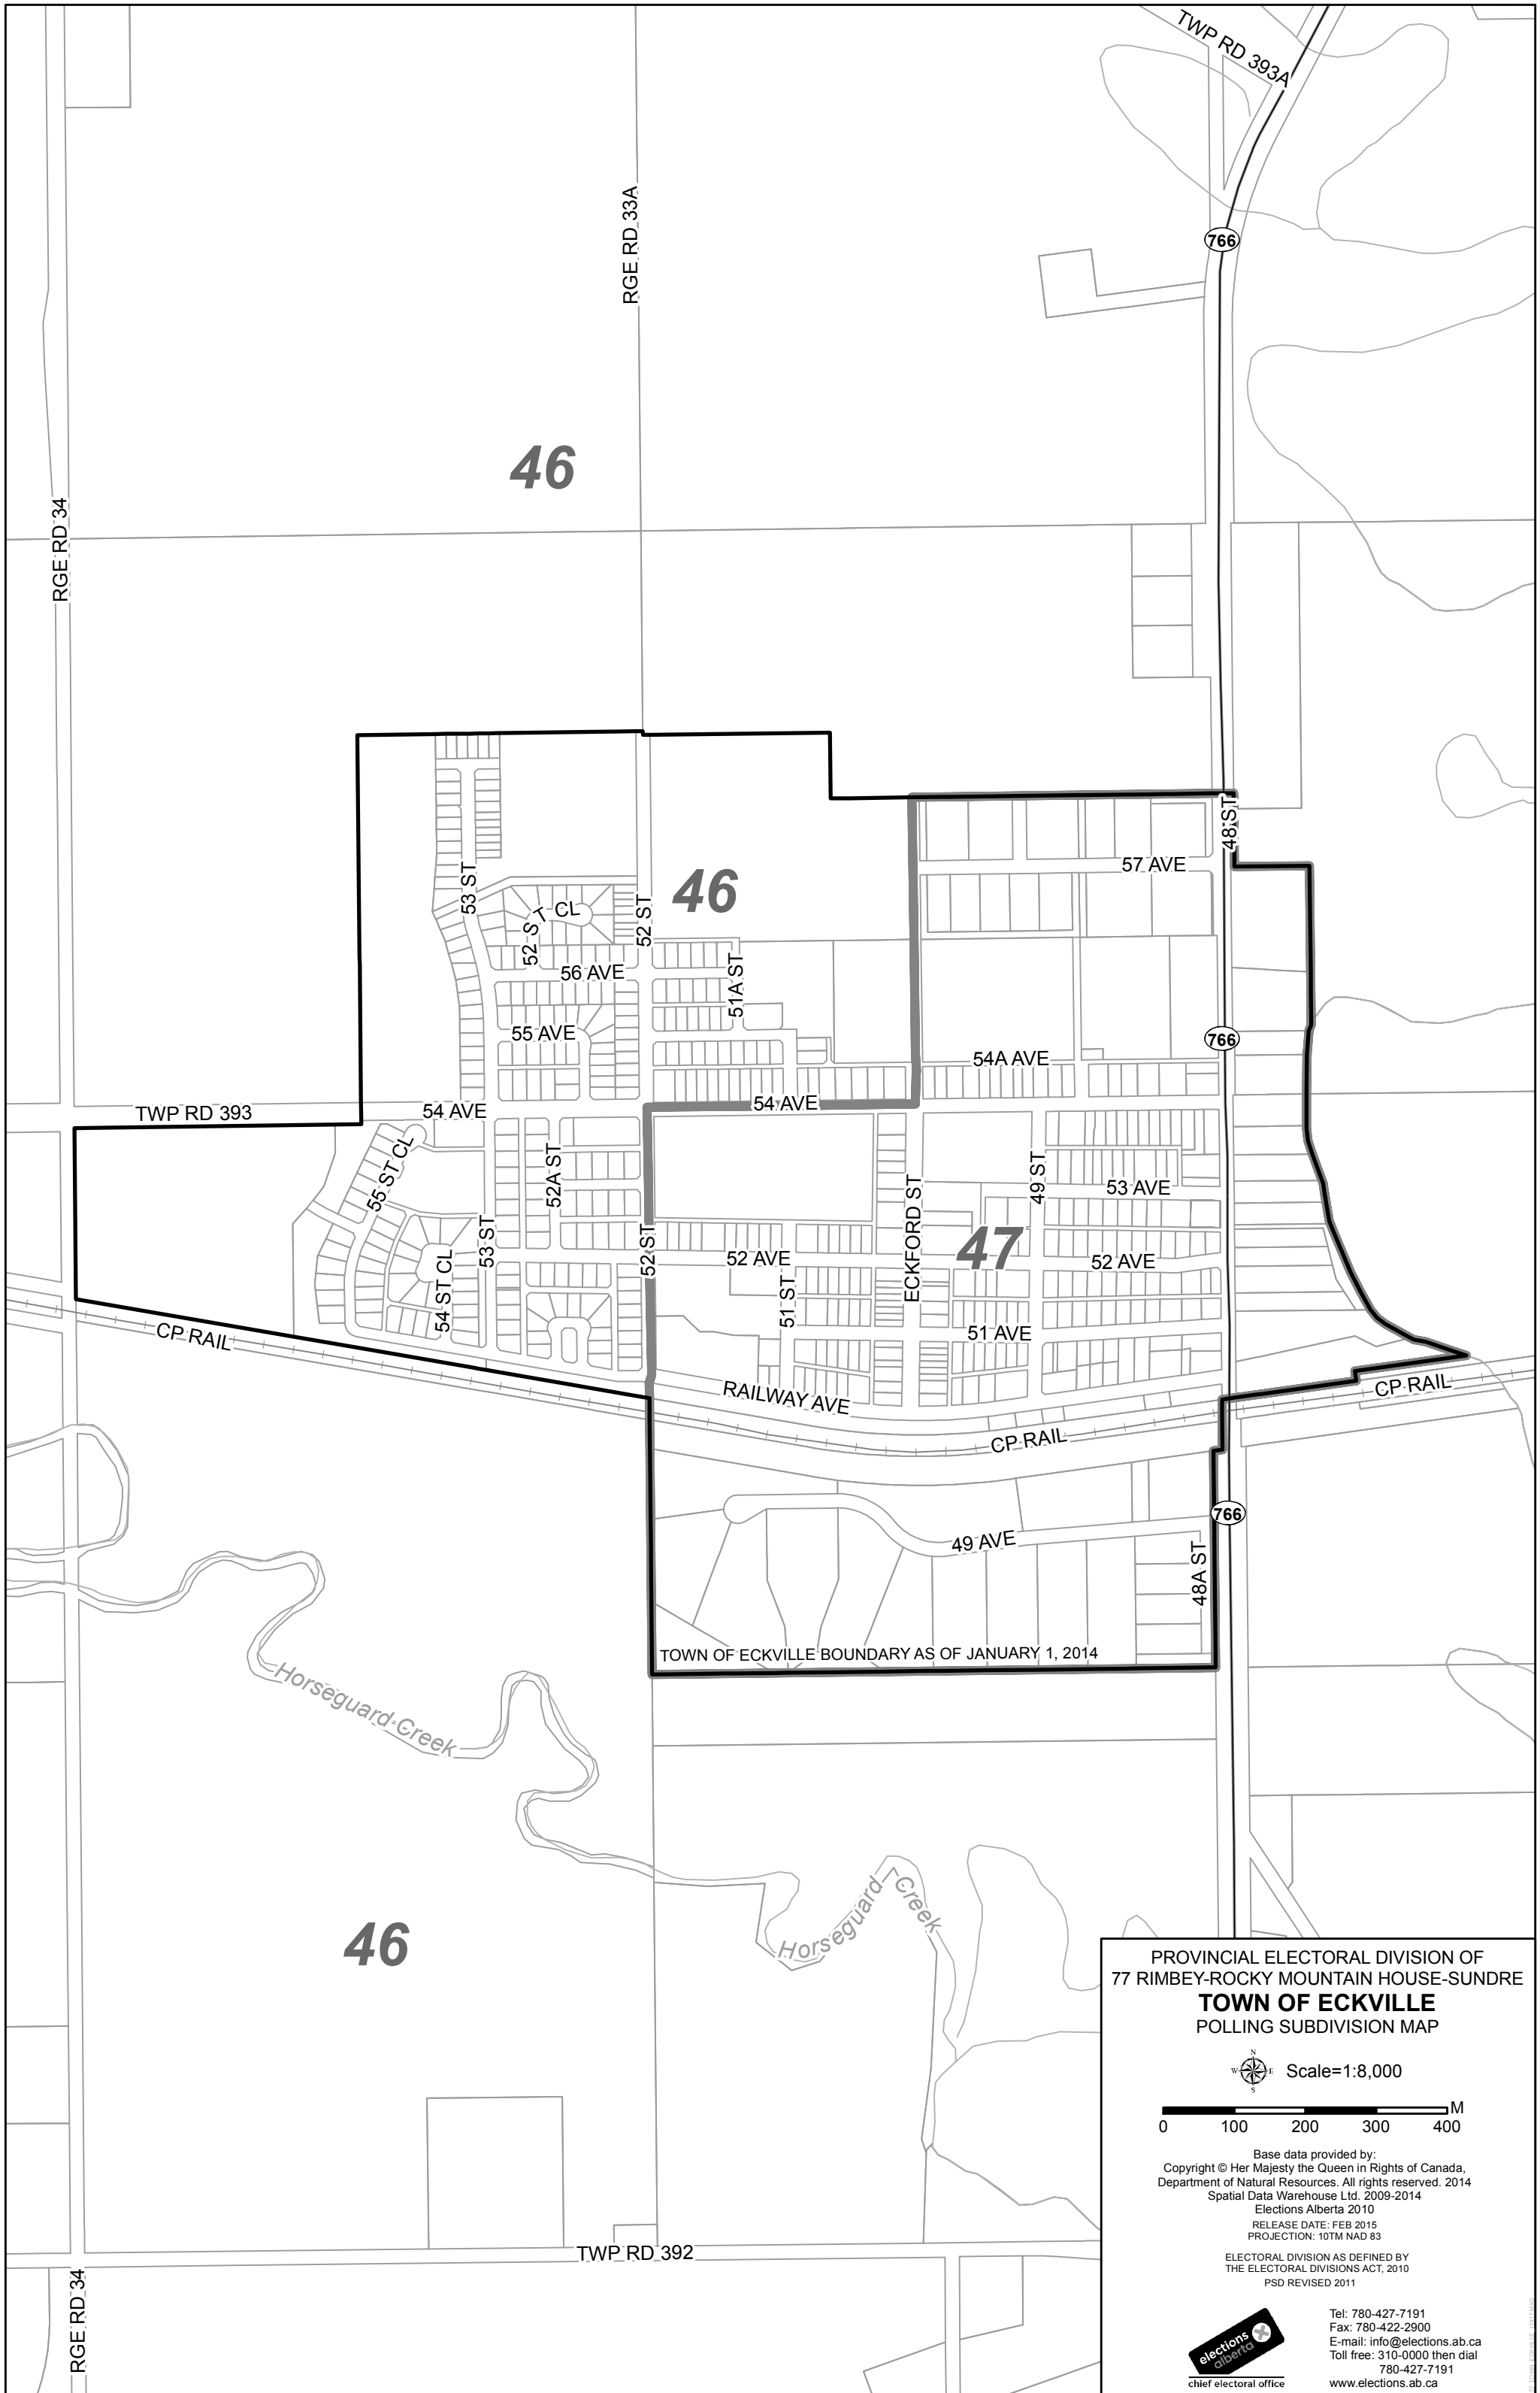 TWP RD 393A
766
RGE RD 33A
46
RGE RD 34
48 ST
57 AVE
53 ST
46
52 ST CL
52 ST
56 AVE
51A ST
55 AVE
766
54A AVE
TWP RD 393
54 AVE
54 AVE
55 ST CL
52A ST
49 ST
53 AVE
ECKFORD ST
53 ST
52 ST
47
52 AVE
52 AVE
54 ST CL
51 ST
CP RAIL
51 AVE
RAILWAY AVE
CP RAIL
CP RAIL
766
49 AVE
48A ST
TOWN OF ECKVILLE BOUNDARY AS OF JANUARY 1, 2014
Horseguard Creek
Horseguard Creek
46
TWP RD 392
RGE RD 34
PROVINCIAL ELECTORAL DIVISION OF
77 RIMBEY-ROCKY MOUNTAIN HOUSE-SUNDRE
TOWN OF ECKVILLE
POLLING SUBDIVISION MAP
N
W E
S
Scale=1:8,000
M
0 100 200 300 400
Base data provided by:
Copyright © Her Majesty the Queen in Rights of Canada,
Department of Natural Resources. All rights reserved. 2014
Spatial Data Warehouse Ltd. 2009-2014
Elections Alberta 2010
RELEASE DATE: FEB 2015
PROJECTION: 10TM NAD 83
ELECTORAL DIVISION AS DEFINED BY
THE ELECTORAL DIVISIONS ACT, 2010
PSD REVISED 2011
elections
alberta
chief electoral office
Tel: 780-427-7191
Fax: 780-422-2900
E-mail: info@elections.ab.ca
Toll free: 310-0000 then dial
780-427-7191
www.elections.ab.ca